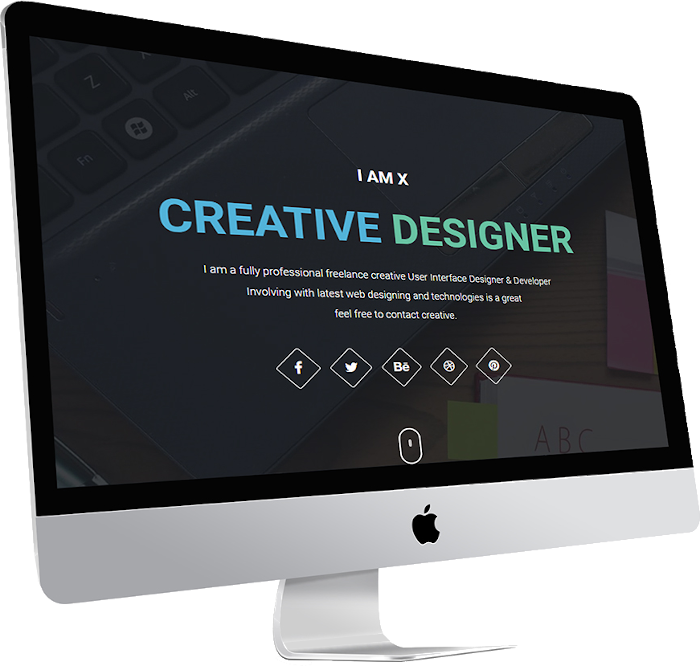 Z
Alt
Fn
I AM X
CREATIVE DESIGNER
I am a fully professional freelance creative User Interface Designer & Developer
Involving with latest web designing and technologies is a great
feel free to contact creative.
f
Bē
ABC